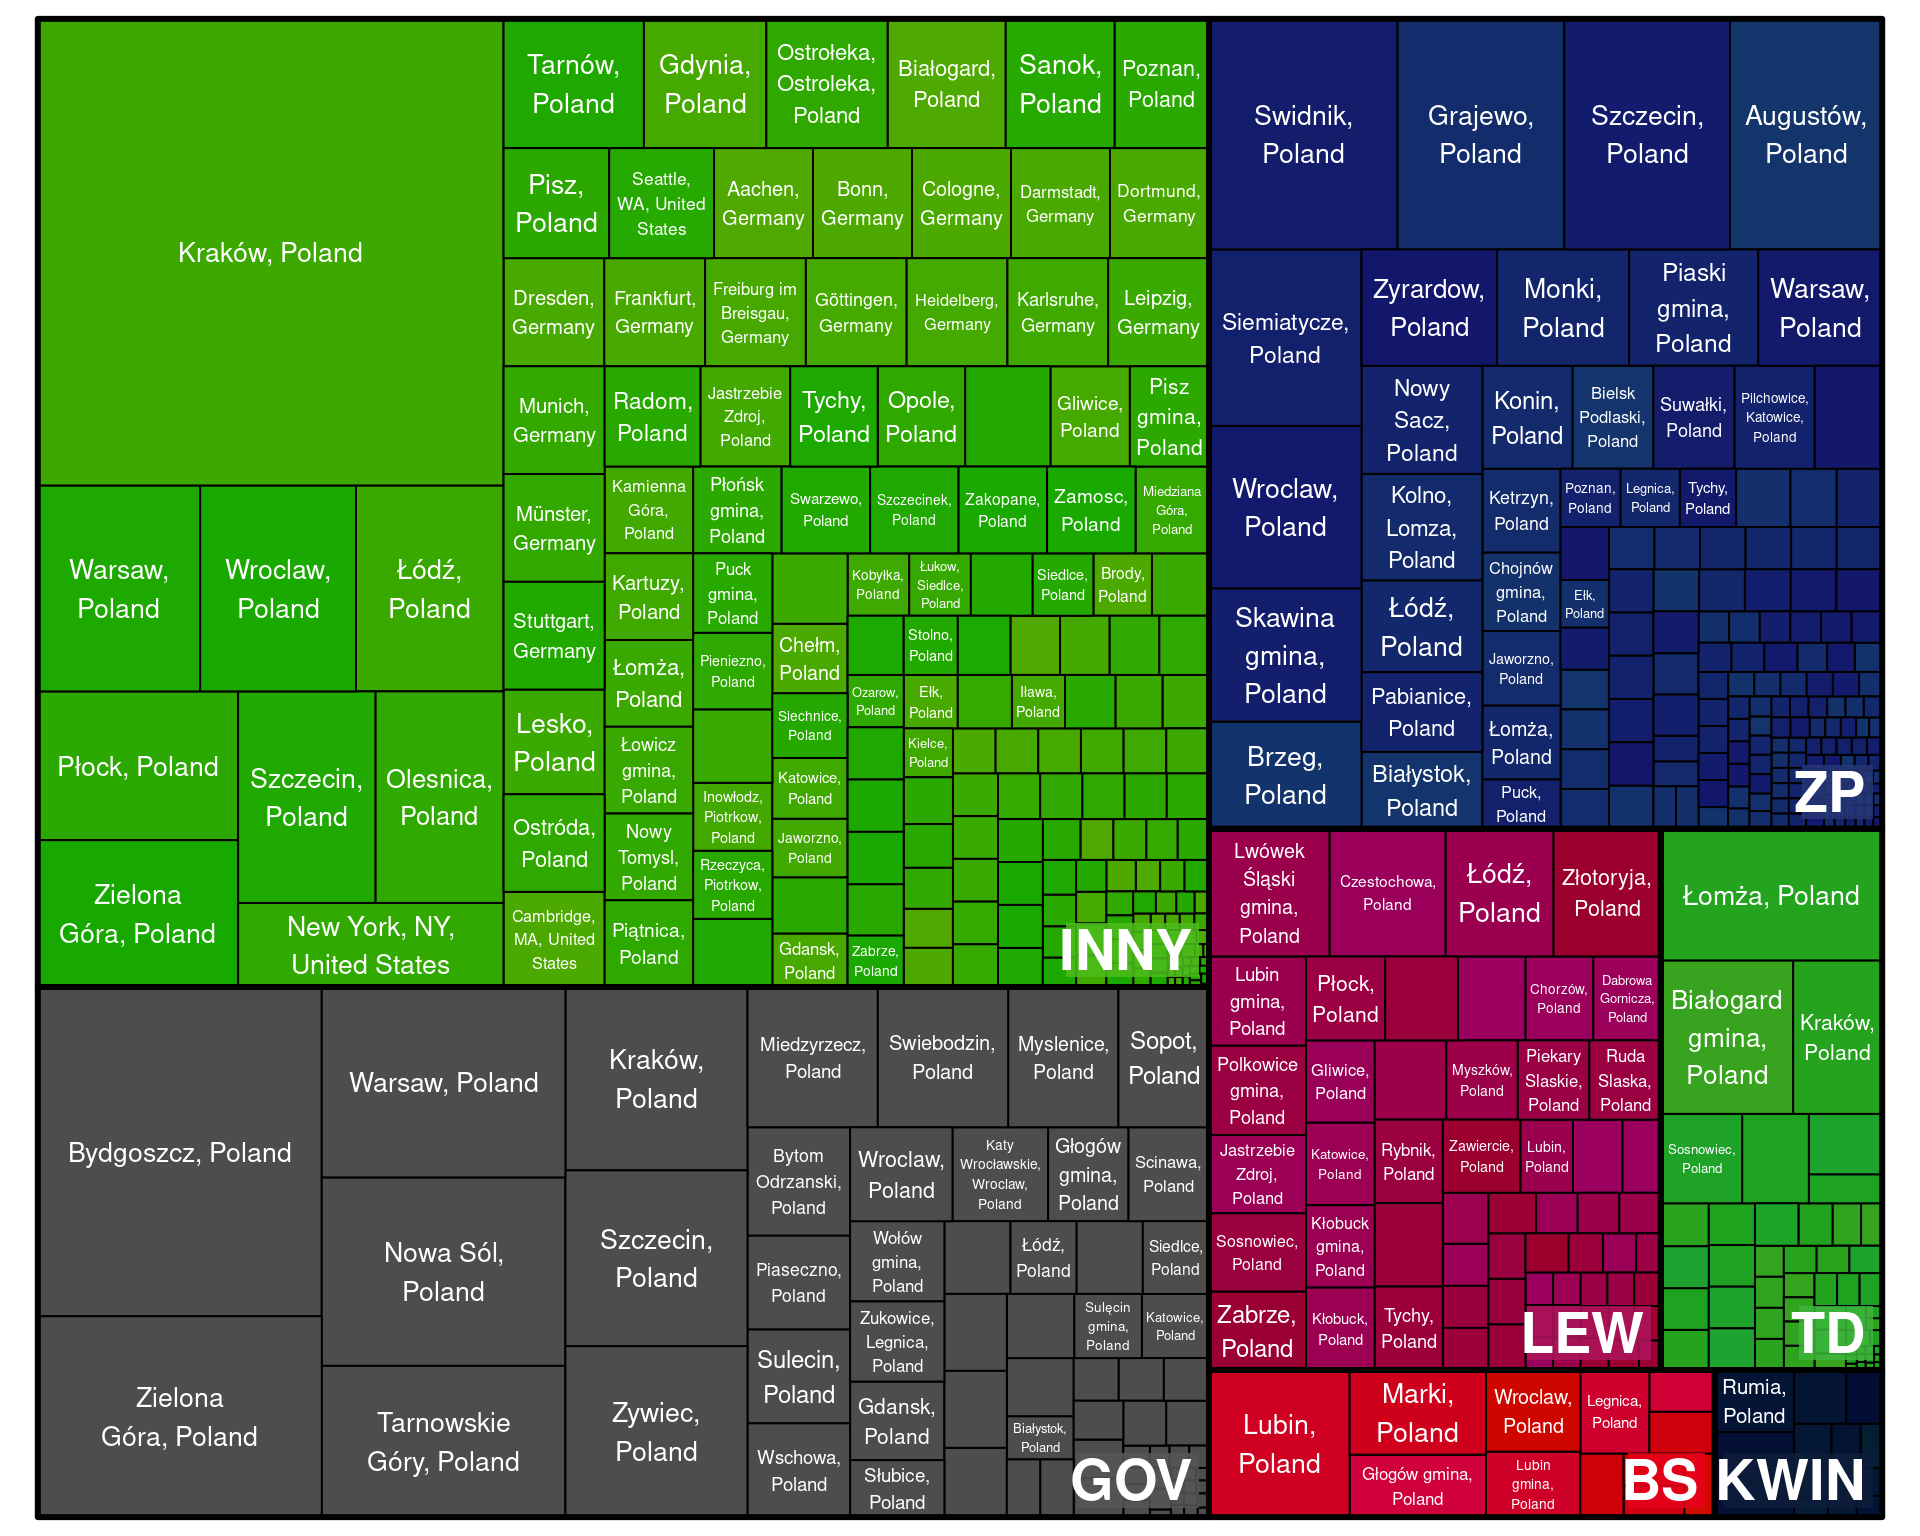 Kraków, Poland
Warsaw,
Poland
Wroclaw,
Poland
Łódź,
Poland
Płock, Poland
Szczecin,
Poland
Olesnica,
Poland
Zielona
Góra, Poland
New York, NY,
United States
Tarnów,
Poland
Gdynia,
Poland
Ostrołeka,
Ostroleka,
Poland
Białogard,
Poland
Sanok,
Poland
Poznan,
Poland
Pisz,
Poland
Seattle,
WA, United
States
Aachen,
Germany
Bonn,
Germany
Cologne,
Germany
Darmstadt,
Germany
Dortmund,
Germany
Dresden,
Germany
Frankfurt,
Germany
Freiburg im
Breisgau,
Germany
Göttingen,
Germany
Heidelberg,
Germany
Karlsruhe,
Germany
Leipzig,
Germany
Munich,
Germany
Münster,
Germany
Stuttgart,
Germany
Lesko,
Poland
Ostróda,
Poland
Cambridge,
MA, United
States
Radom,
Poland
Jastrzebie
Zdroj,
Poland
Tychy,
Poland
Opole,
Poland
Gliwice,
Poland
Pisz
gmina,
Poland
Kamienna
Góra,
Poland
Płońsk
gmina,
Poland
Swarzewo,
Poland
Szczecinek,
Poland
Zakopane,
Poland
Zamosc,
Poland
Miedziana
Góra,
Poland
Kartuzy,
Poland
Łomża,
Poland
Łowicz
gmina,
Poland
Nowy
Tomysl,
Poland
Piątnica,
Poland
Puck
gmina,
Poland
Pieniezno,
Poland
Inowłodz,
Piotrkow,
Poland
Rzeczyca,
Piotrkow,
Poland
Chełm,
Poland
Siechnice,
Poland
Katowice,
Poland
Jaworzno,
Poland
Gdansk,
Poland
Kobyłka,
Poland
Łukow,
Siedlce,
Poland
Siedlce,
Poland
Brody,
Poland
Stolno,
Poland
Ozarow,
Poland
Ełk,
Poland
Iława,
Poland
Kielce,
Poland
Zabrze,
Poland
INNY
Swidnik,
Poland
Grajewo,
Poland
Szczecin,
Poland
Augustów,
Poland
Siemiatycze,
Poland
Wroclaw,
Poland
Skawina
gmina,
Poland
Brzeg,
Poland
Zyrardow,
Poland
Monki,
Poland
Piaski
gmina,
Poland
Warsaw,
Poland
Nowy
Sacz,
Poland
Kolno,
Lomza,
Poland
Łódź,
Poland
Pabianice,
Poland
Białystok,
Poland
Konin,
Poland
Bielsk
Podlaski,
Poland
Suwałki,
Poland
Pilchowice,
Katowice,
Poland
Ketrzyn,
Poland
Chojnów
gmina,
Poland
Jaworzno,
Poland
Łomża,
Poland
Puck,
Poland
Poznan,
Poland
Legnica,
Poland
Tychy,
Poland
Ełk,
Poland
ZP
Bydgoszcz, Poland
Zielona
Góra, Poland
Warsaw, Poland
Nowa Sól,
Poland
Tarnowskie
Góry, Poland
Kraków,
Poland
Szczecin,
Poland
Zywiec,
Poland
Miedzyrzecz,
Poland
Swiebodzin,
Poland
Myslenice,
Poland
Sopot,
Poland
Bytom
Odrzanski,
Poland
Piaseczno,
Poland
Sulecin,
Poland
Wschowa,
Poland
Wroclaw,
Poland
Katy
Wrocławskie,
Wroclaw,
Poland
Głogów
gmina,
Poland
Scinawa,
Poland
Wołów
gmina,
Poland
Zukowice,
Legnica,
Poland
Gdansk,
Poland
Słubice,
Poland
Łódź,
Poland
Siedlce,
Poland
Sulęcin
gmina,
Poland
Katowice,
Poland
Białystok,
Poland
GOV
Lwówek
Śląski
gmina,
Poland
Czestochowa,
Poland
Łódź,
Poland
Złotoryja,
Poland
Lubin
gmina,
Poland
Polkowice
gmina,
Poland
Jastrzebie
Zdroj,
Poland
Sosnowiec,
Poland
Zabrze,
Poland
Płock,
Poland
Chorzów,
Poland
Dabrowa
Gornicza,
Poland
Gliwice,
Poland
Katowice,
Poland
Kłobuck
gmina,
Poland
Kłobuck,
Poland
Myszków,
Poland
Piekary
Slaskie,
Poland
Ruda
Slaska,
Poland
Rybnik,
Poland
Zawiercie,
Poland
Lubin,
Poland
Tychy,
Poland
LEW
Łomża, Poland
Białogard
gmina,
Poland
Kraków,
Poland
Sosnowiec,
Poland
TD
Lubin,
Poland
Marki,
Poland
Głogów gmina,
Poland
Wroclaw,
Poland
Lubin
gmina,
Poland
Legnica,
Poland
BS
Rumia,
Poland
KWIN